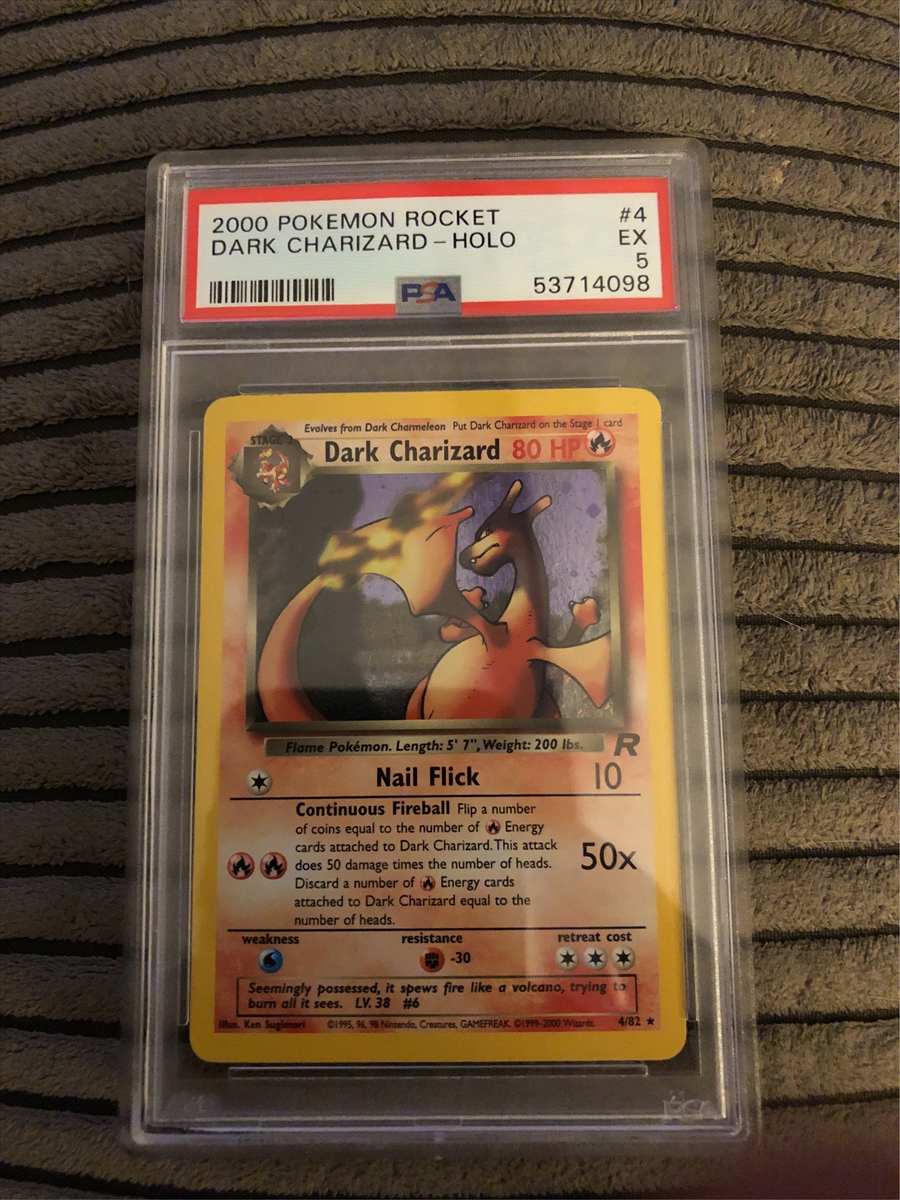 2000 POKEMON ROCKET #4
DARK CHARIZARD - HOLO EX
5
PSA 53714098
Evolves from Dark Charmeleon Put Dark Charizard on the Stage 1 card
STAGE 2
Dark Charizard 80 HP
Flame Pokémon. Length: 5' 7", Weight: 200 lbs.
R
Nail Flick 10
Continuous Fireball Flip a number
of coins equal to the number of Energy
cards attached to Dark Charizard. This attack
does 50 damage times the number of heads.
50x
Discard a number of Energy cards
attached to Dark Charizard equal to the
number of heads.
weakness resistance retreat cost
-30
Seemingly possessed, it spews fire like a volcano, trying to
burn all it sees. LV. 38 #6
Illus. Ken Sugimori ©1995, 96, 98 Nintendo, Creatures, GAMEFREAK. ©1999-2000 Wizards. 4/82 ★